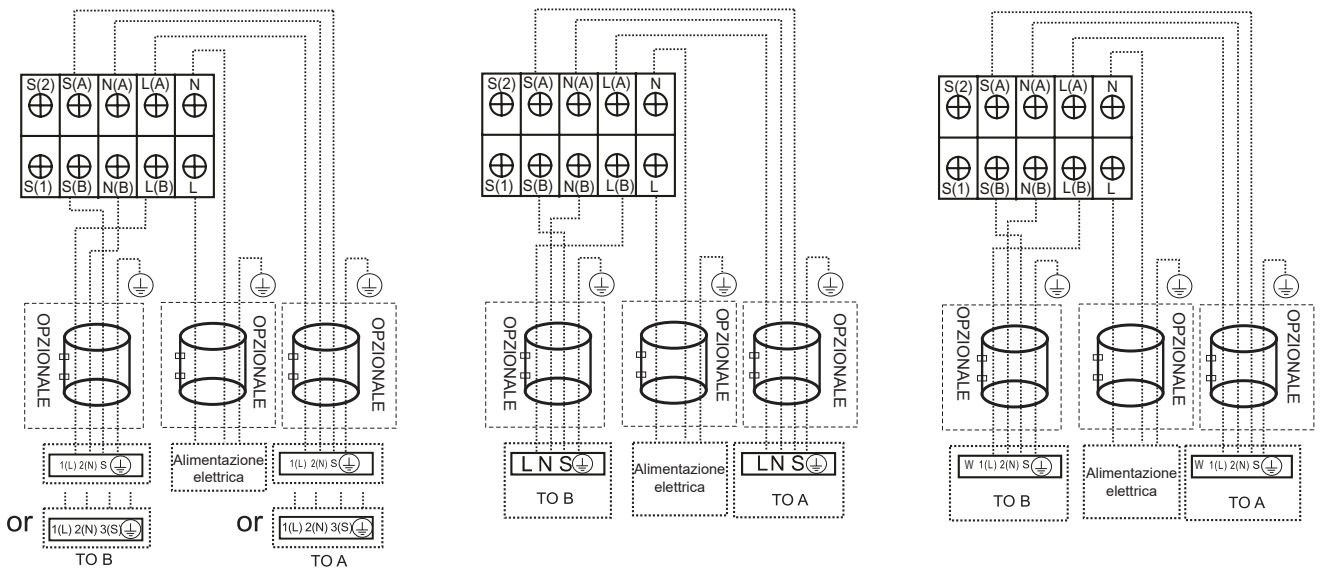 S(2) S(A) N(A) L(A) N
S(1) S(B) N(B) L(B) L
OPZIONALE
OPZIONALE
OPZIONALE
1(L) 2(N) S
Alimentazione
elettrica
1(L) 2(N) S
or
1(L) 2(N) 3(S)
TO B
or
1(L) 2(N) 3(S)
TO A
S(2) S(A) N(A) L(A) N
S(1) S(B) N(B) L(B) L
OPZIONALE
OPZIONALE
OPZIONALE
L N S
TO B
Alimentazione
elettrica
L N S
TO A
S(2) S(A) N(A) L(A) N
S(1) S(B) N(B) L(B) L
OPZIONALE
OPZIONALE
OPZIONALE
W 1(L) 2(N) S
TO B
Alimentazione
elettrica
W 1(L) 2(N) S
TO A